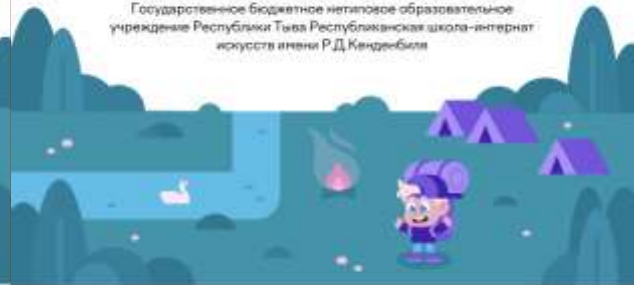 Государственное бюджетное нетиповое образовательное
учреждение Республики Тыва Республиканская школа-интернат
искусств имени Р.Д.Кенденбиля